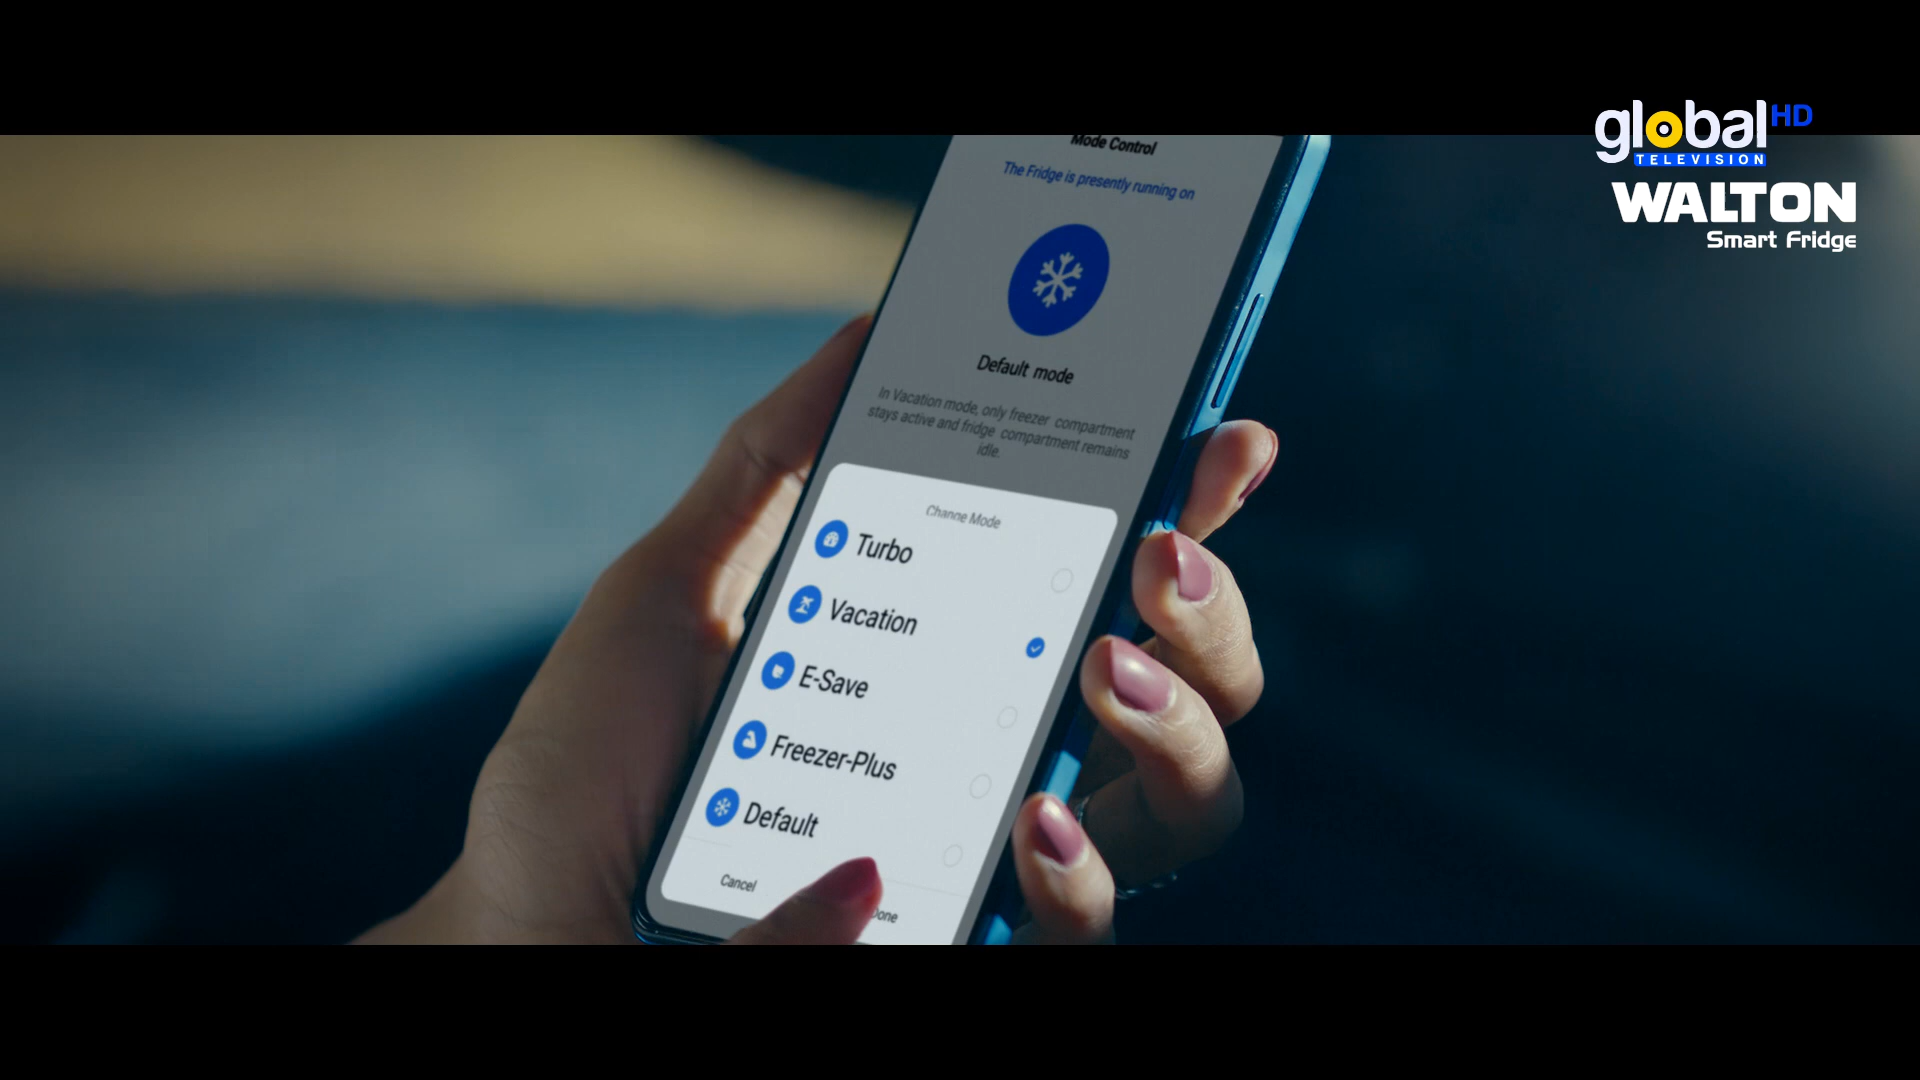 global HD
TELEVISION
WALTON
Smart Fridge
Mode Control
The Fridge is presently running on
Default mode
In Vacation mode, only freezer compartment
stays active and fridge compartment remains
idle.
Change Mode
Turbo
Vacation
E-Save
Freezer-Plus
Default
Cancel
Done